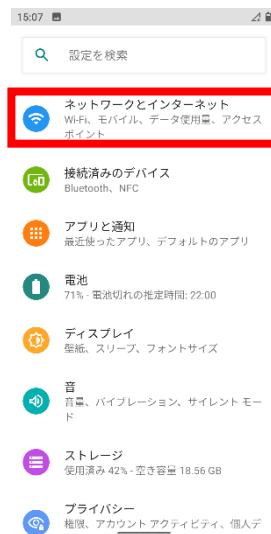 15:07
設定を検索
ネットワークとインターネット
Wi-Fi、モバイル、データ使用量、アクセス
ポイント
接続済みのデバイス
Bluetooth、NFC
アプリと通知
最近使ったアプリ、デフォルトのアプリ
電池
71% - 電池切れの推定時間: 22:00
ディスプレイ
壁紙、スリープ、フォントサイズ
音
音量、バイブレーション、サイレント モー
ド
ストレージ
使用済み 42% - 空き容量 18.56 GB
プライバシー
権限、アカウント アクティビティ、個人デ